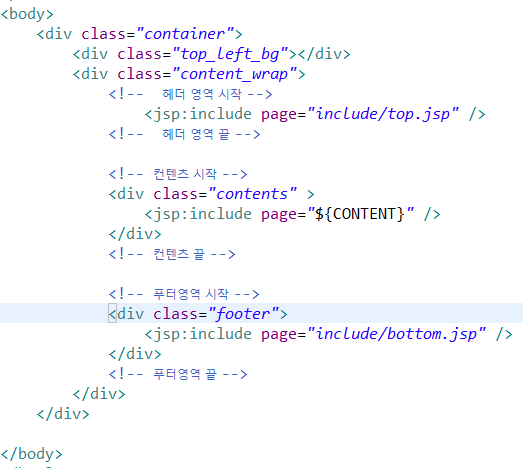 <body>
<div class="container">
<div class="top_left_bg"></div>
<div class="content_wrap">
<!-- 헤더 영역 시작 -->
<jsp:include page="include/top.jsp" />
<!-- 헤더 영역 끝 -->
<!-- 컨텐츠 시작 -->
<div class="contents" >
<jsp:include page="${CONTENT}" />
</div>
<!-- 컨텐츠 끝 -->
<!-- 푸터영역 시작 -->
<div class="footer">
<jsp:include page="include/bottom.jsp" />
</div>
<!-- 푸터영역 끝 -->
</div>
</div>
</body>